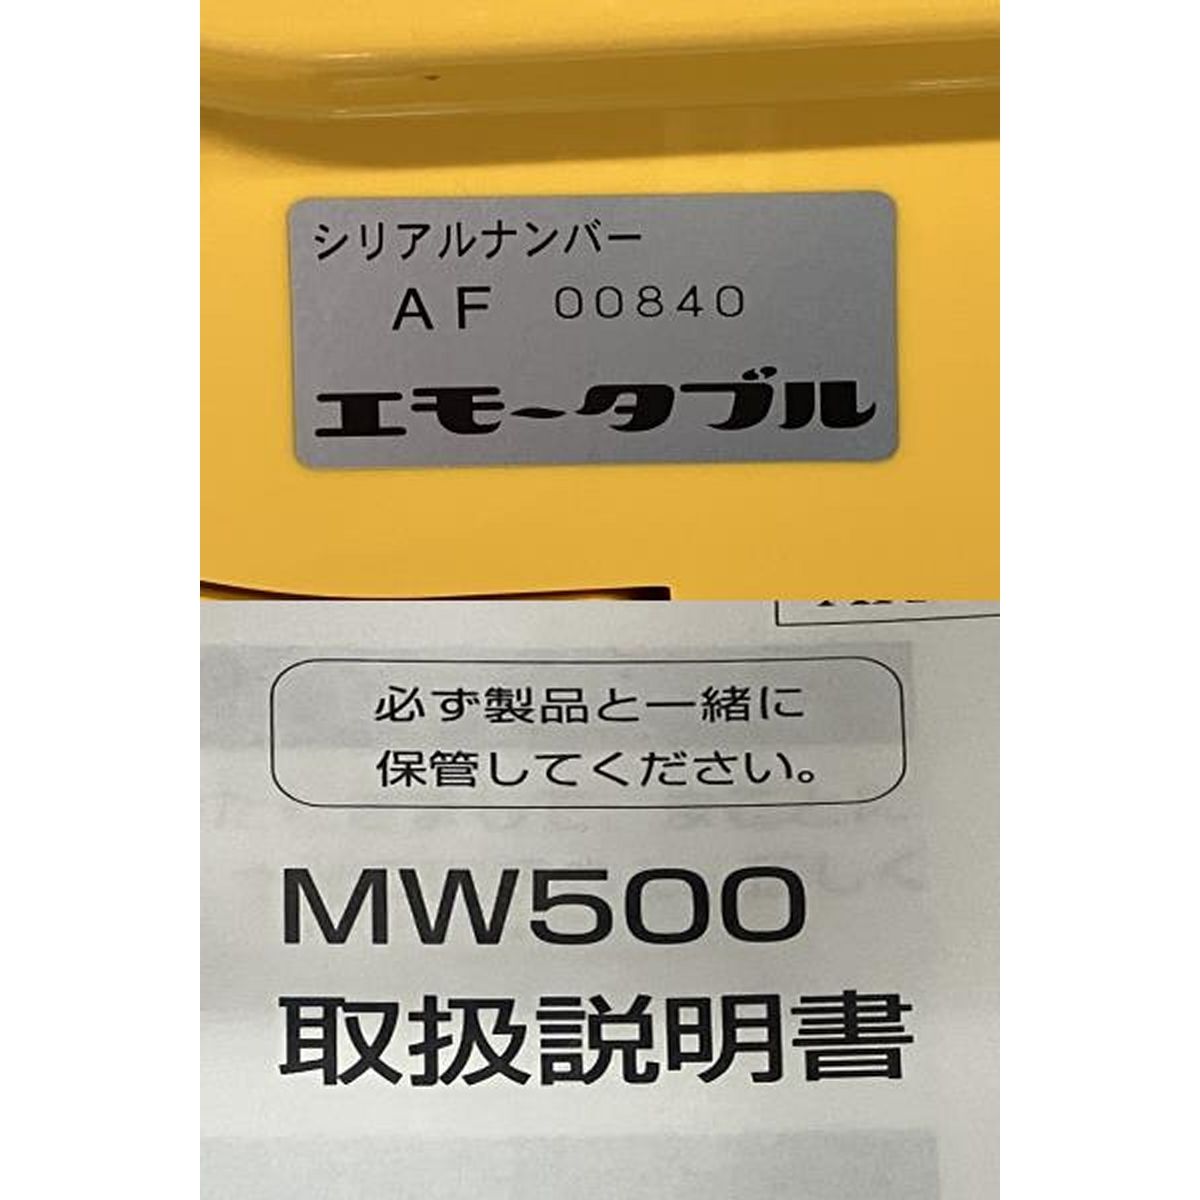 シリアルナンバー
AF 00840
エモータブル
必ず製品と一緒に
保管してください。
MW500
取扱説明書